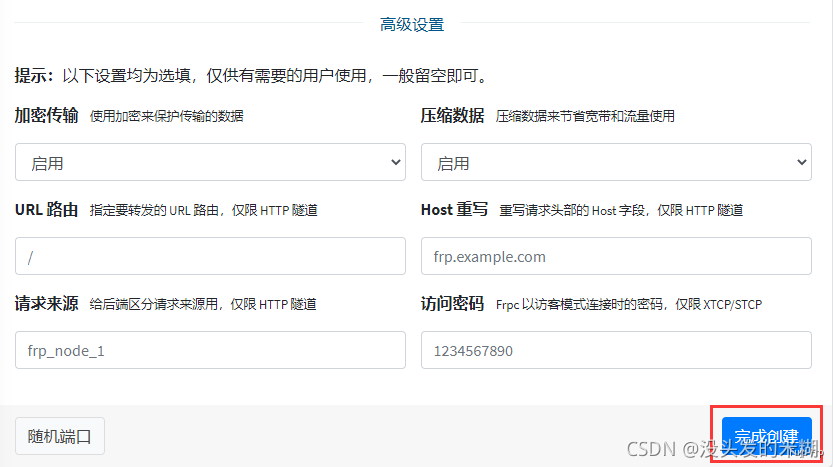 高级设置
提示：以下设置均为选填，仅供有需要的用户使用，一般留空即可。
加密传输 使用加密来保护传输的数据
压缩数据 压缩数据来节省宽带和流量使用
启用
启用
URL 路由 指定要转发的 URL 路由，仅限 HTTP 隧道
Host 重写 重写请求头部的 Host 字段，仅限 HTTP 隧道
/
frp.example.com
请求来源 给后端区分请求来源用，仅限 HTTP 隧道
访问密码 Frpc 以访客模式连接时的密码，仅限 XTCP/STCP
frp_node_1
1234567890
随机端口
完成创建
CSDN @没头发的米糊。